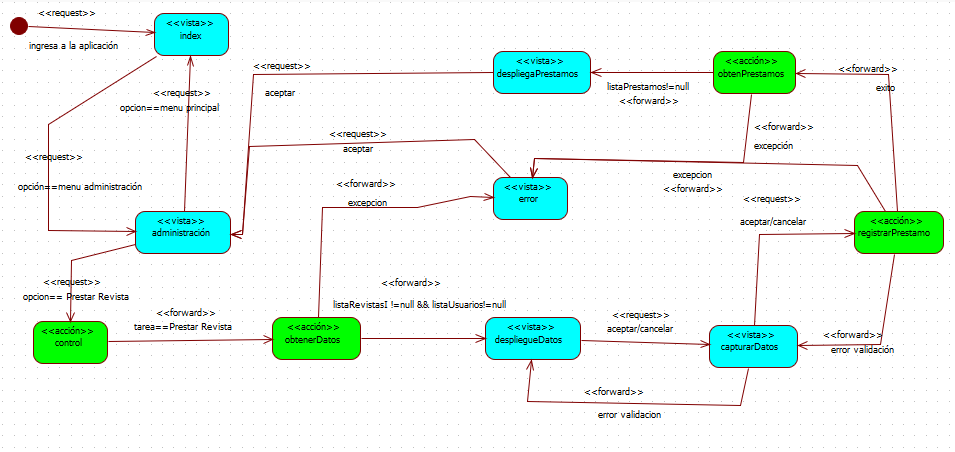 <<request>>
ingresa a la aplicación
<<vista>>
index
<<request>>
opcion==menu principal
<<request>>
opción==menu administración
<<vista>>
administración
<<request>>
opcion== Prestar Revista
<<acción>>
control
<<forward>>
tarea==Prestar Revista
<<acción>>
obtenerDatos
<<forward>>
excepcion
<<forward>>
listaRevistasI !=null && listaUsuarios!=null
<<vista>>
despliegueDatos
<<request>>
aceptar/cancelar
<<vista>>
capturarDatos
<<forward>>
error validacion
<<request>>
aceptar/cancelar
<<acción>>
registrarPrestamo
<<forward>>
error validación
<<forward>>
exito
<<acción>>
obtenPrestamos
listaPrestamos!=null
<<forward>>
<<vista>>
despliegaPrestamos
<<request>>
aceptar
<<forward>>
excepción
excepcion
<<forward>>
<<vista>>
error
<<request>>
aceptar